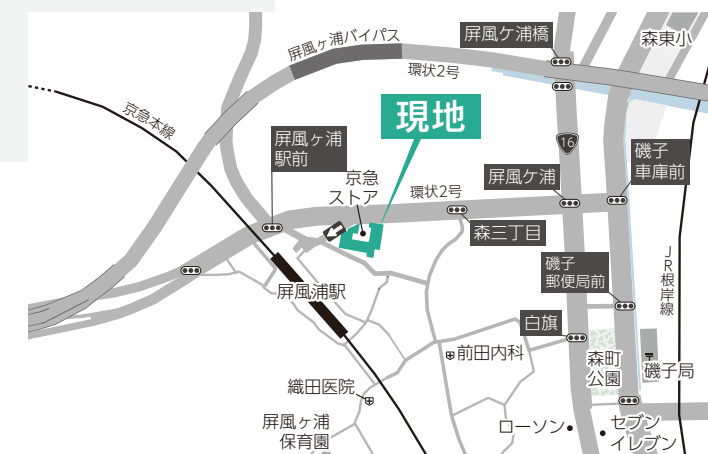 屏風ケ浦橋
森東小
屏風ヶ浦バイパス
環状2号
京急本線
現地
16
屏風ヶ浦
駅前
京急
ストア
環状2号
屏風ケ浦
磯子
車庫前
森三丁目
磯子
郵便局前
JR根岸線
屏風浦駅
白旗
前田内科
森町
公園
磯子局
織田医院
屏風ヶ浦
保育園
ローソン
セブン
イレブン